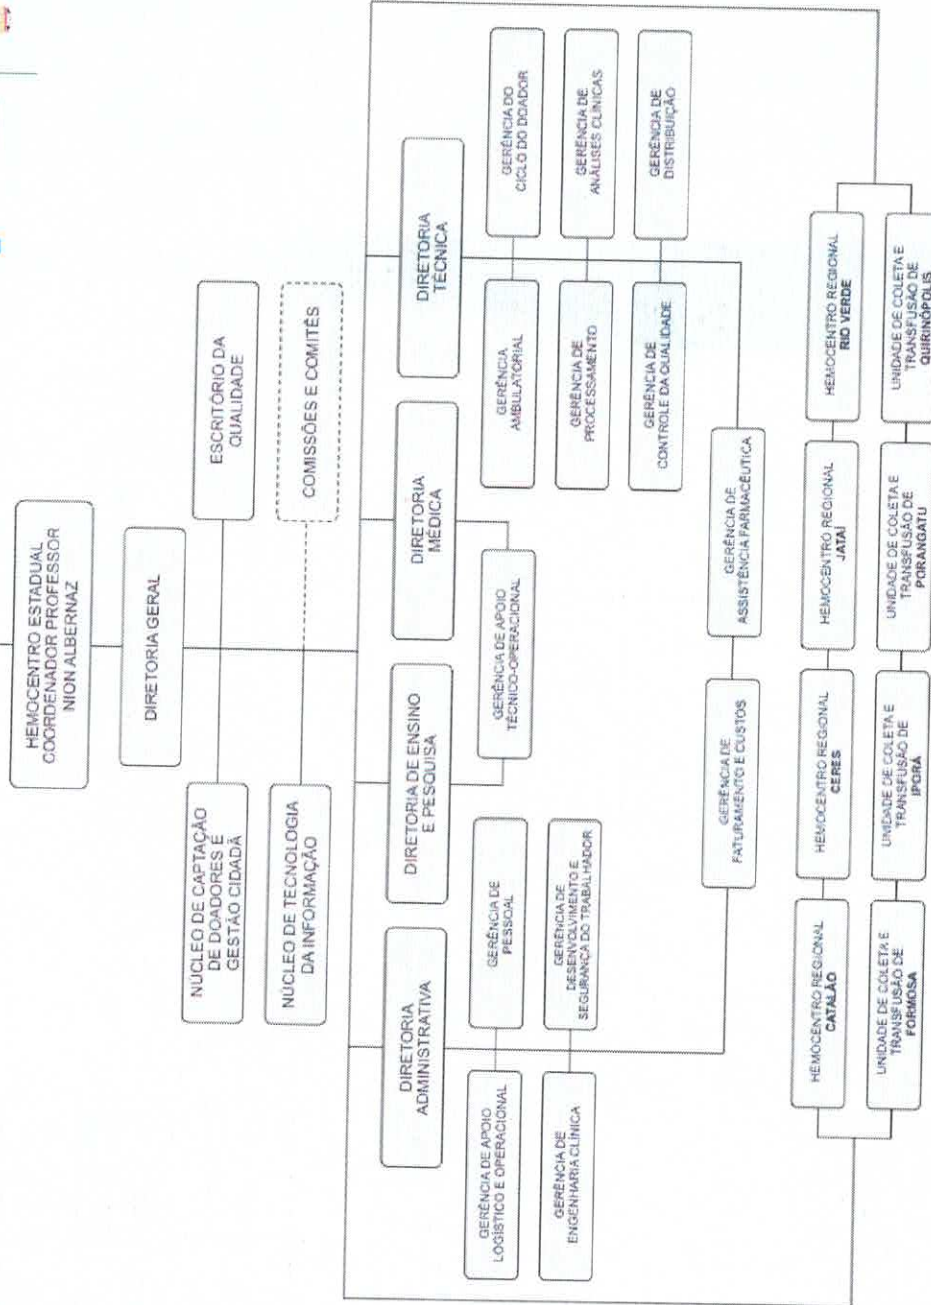 HEMOCENTRO ESTADUAL
COORDENADOR PROFESSOR
NION ALBERNAZ
DIRETORIA GERAL
NÚCLEO DE CAPTAÇÃO
DE DOADORES E
GESTÃO CIDADÃ
ESCRITÓRIO DA
QUALIDADE
NÚCLEO DE TECNOLOGIA
DA INFORMAÇÃO
COMISSÕES E COMITÊS
DIRETORIA
ADMINISTRATIVA
DIRETORIA DE ENSINO
E PESQUISA
DIRETORIA
MÉDICA
DIRETORIA
TÉCNICA
GERÊNCIA DE APOIO
LOGÍSTICO E OPERACIONAL
GERÊNCIA DE
PESSOAL
GERÊNCIA DE APOIO
TÉCNICO-OPERACIONAL
GERÊNCIA
AMBULATORIAL
GERÊNCIA DO
CICLO DO DOADOR
GERÊNCIA DE
ENGENHARIA CLÍNICA
GERÊNCIA DE
DESENVOLVIMENTO E
SEGURANÇA DO TRABALHADOR
GERÊNCIA DE
PROCESSAMENTO
GERÊNCIA DE
ANÁLISES CLÍNICAS
GERÊNCIA DE
CONTROLE DA QUALIDADE
GERÊNCIA DE
DISTRIBUIÇÃO
GERÊNCIA DE
FATURAMENTO E CUSTOS
GERÊNCIA DE
ASSISTÊNCIA FARMACÊUTICA
HEMOCENTRO REGIONAL
CATALÃO
HEMOCENTRO REGIONAL
CERES
HEMOCENTRO REGIONAL
JATAÍ
HEMOCENTRO REGIONAL
RIO VERDE
UNIDADE DE COLETA E
TRANSFUSÃO DE
FORMOSA
UNIDADE DE COLETA E
TRANSFUSÃO DE
IPORÁ
UNIDADE DE COLETA E
TRANSFUSÃO DE
PORANGATU
UNIDADE DE COLETA E
TRANSFUSÃO DE
QUIRINÓPOLIS